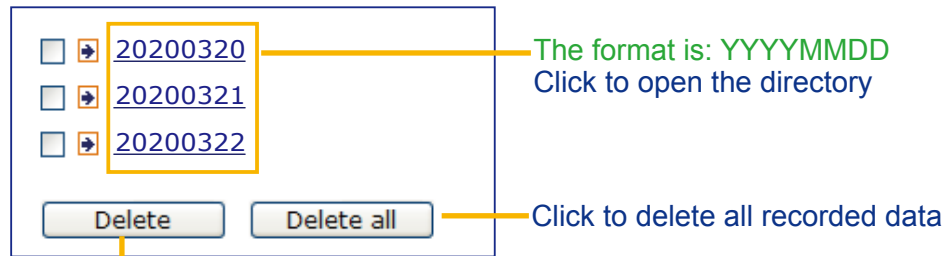 20200320
The format is: YYYYMMDD
Click to open the directory
20200321
20200322
Delete
Delete all
Click to delete all recorded data